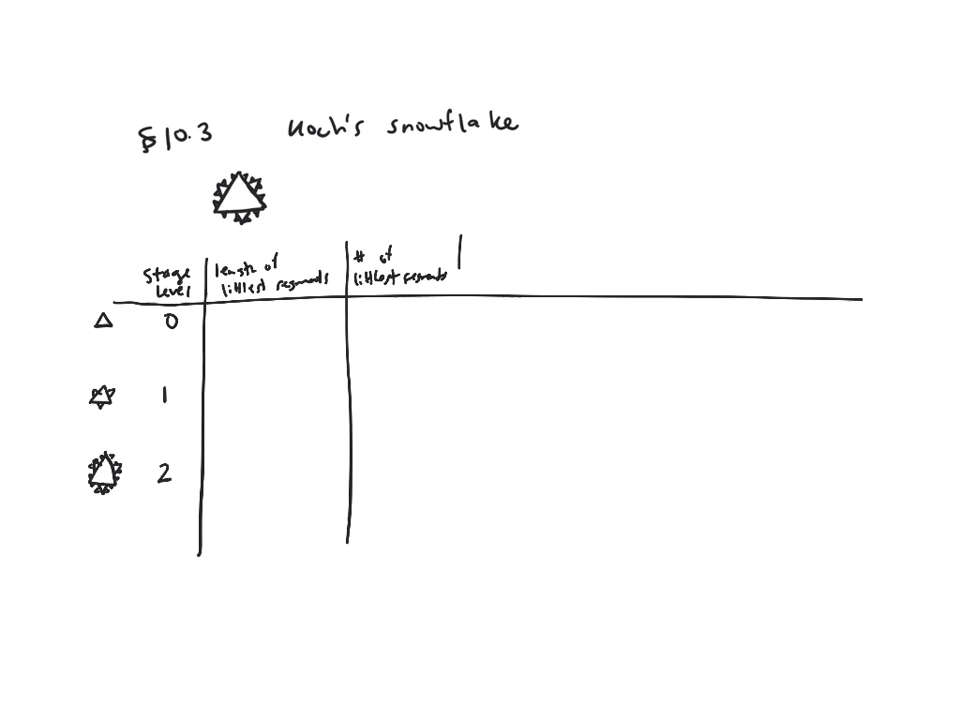 §10.3 Koch's snowflake
Stage level
length of littlest segments
# of littlest segments
0
1
2